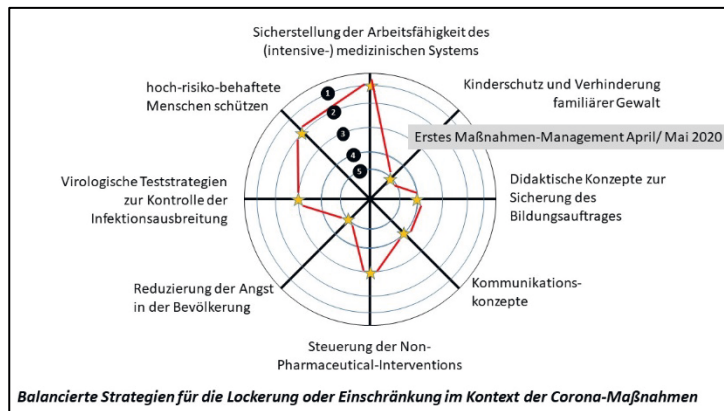 Sicherstellung der Arbeitsfähigkeit des
(intensive-) medizinischen Systems
hoch-risiko-behaftete
Menschen schützen
Kinderschutz und Verhinderung
familiärer Gewalt
1
2
3
4
5
Erstes Maßnahmen-Management April/ Mai 2020
Virologische Teststrategien
zur Kontrolle der
Infektionsausbreitung
Didaktische Konzepte zur
Sicherung des
Bildungsauftrages
Reduzierung der Angst
in der Bevölkerung
Kommunikations-
konzepte
Steuerung der Non-
Pharmaceutical-Interventions
Balancierte Strategien für die Lockerung oder Einschränkung im Kontext der Corona-Maßnahmen